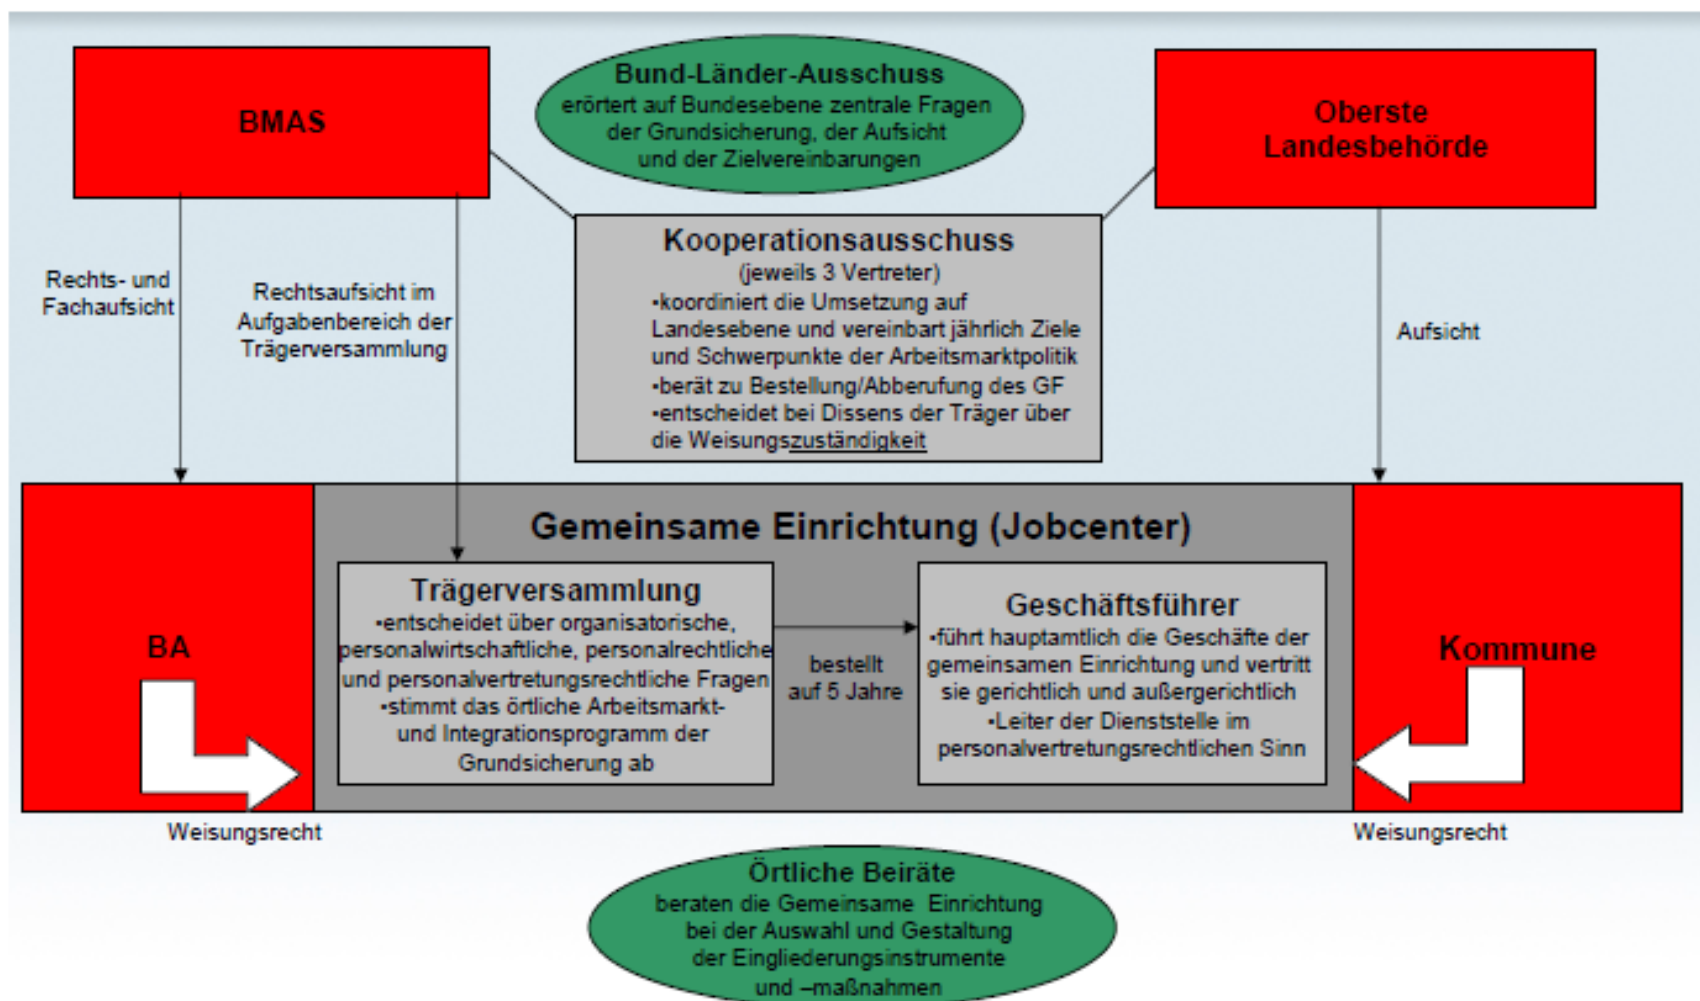 BMAS
Bund-Länder-Ausschuss
erörtert auf Bundesebene zentrale Fragen
der Grundsicherung, der Aufsicht
und der Zielvereinbarungen
Oberste
Landesbehörde
Rechts- und
Fachaufsicht
Rechtsaufsicht im
Aufgabenbereich der
Trägerversammlung
Kooperationsausschuss
(jeweils 3 Vertreter)
•koordiniert die Umsetzung auf
Landesebene und vereinbart jährlich Ziele
und Schwerpunkte der Arbeitsmarktpolitik
•berät zu Bestellung/Abberufung des GF
•entscheidet bei Dissens der Träger über
die Weisungszuständigkeit
Aufsicht
Gemeinsame Einrichtung (Jobcenter)
BA
Trägerversammlung
•entscheidet über organisatorische,
personalwirtschaftliche, personalrechtliche
und personalvertretungsrechtliche Fragen
•stimmt das örtliche Arbeitsmarkt-
und Integrationsprogramm der
Grundsicherung ab
bestellt
auf 5 Jahre
Geschäftsführer
•führt hauptamtlich die Geschäfte der
gemeinsamen Einrichtung und vertritt
sie gerichtlich und außergerichtlich
•Leiter der Dienststelle im
personalvertretungsrechtlichen Sinn
Kommune
Weisungsrecht
Weisungsrecht
Örtliche Beiräte
beraten die Gemeinsame Einrichtung
bei der Auswahl und Gestaltung
der Eingliederungsinstrumente
und –maßnahmen